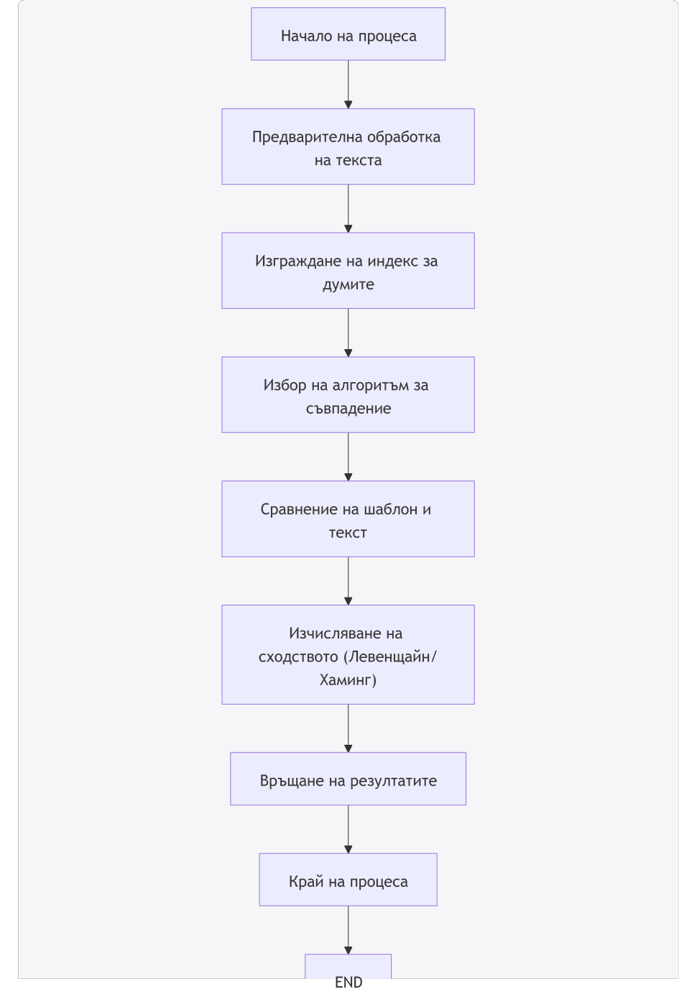 Начало на процеса
Предварителна обработка
на текста
Изграждане на индекс за
думите
Избор на алгоритъм за
съвпадение
Сравнение на шаблон и
текст
Изчисляване на
сходството (Левенщайн/
Хаминг)
Връщане на резултатите
Край на процеса
END